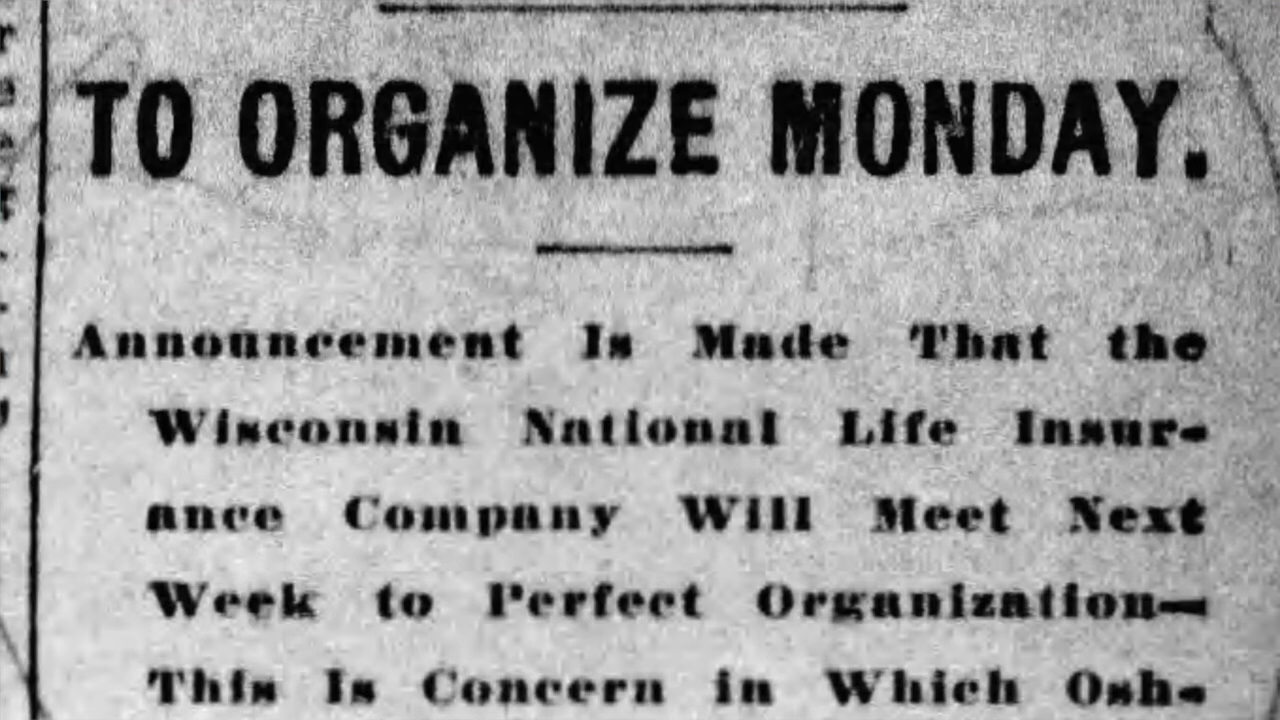 TO ORGANIZE MONDAY.
Announcement Is Made That the
Wisconsin National Life Insur-
ance Company Will Meet Next
Week to Perfect Organization—
This Is Concern in Which Osh-